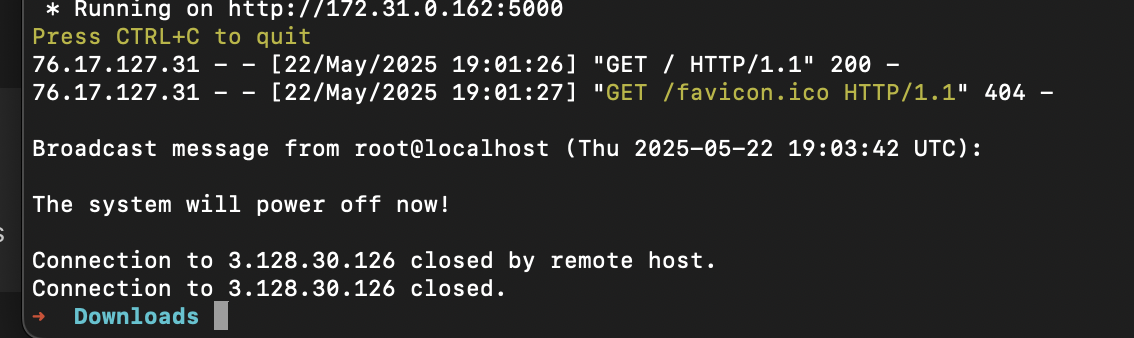 * Running on http://172.31.0.162:5000
Press CTRL+C to quit
76.17.127.31 - - [22/May/2025 19:01:26] "GET / HTTP/1.1" 200 -
76.17.127.31 - - [22/May/2025 19:01:27] "GET /favicon.ico HTTP/1.1" 404 -
Broadcast message from root@localhost (Thu 2025-05-22 19:03:42 UTC):
The system will power off now!
Connection to 3.128.30.126 closed by remote host.
Connection to 3.128.30.126 closed.
→ Downloads